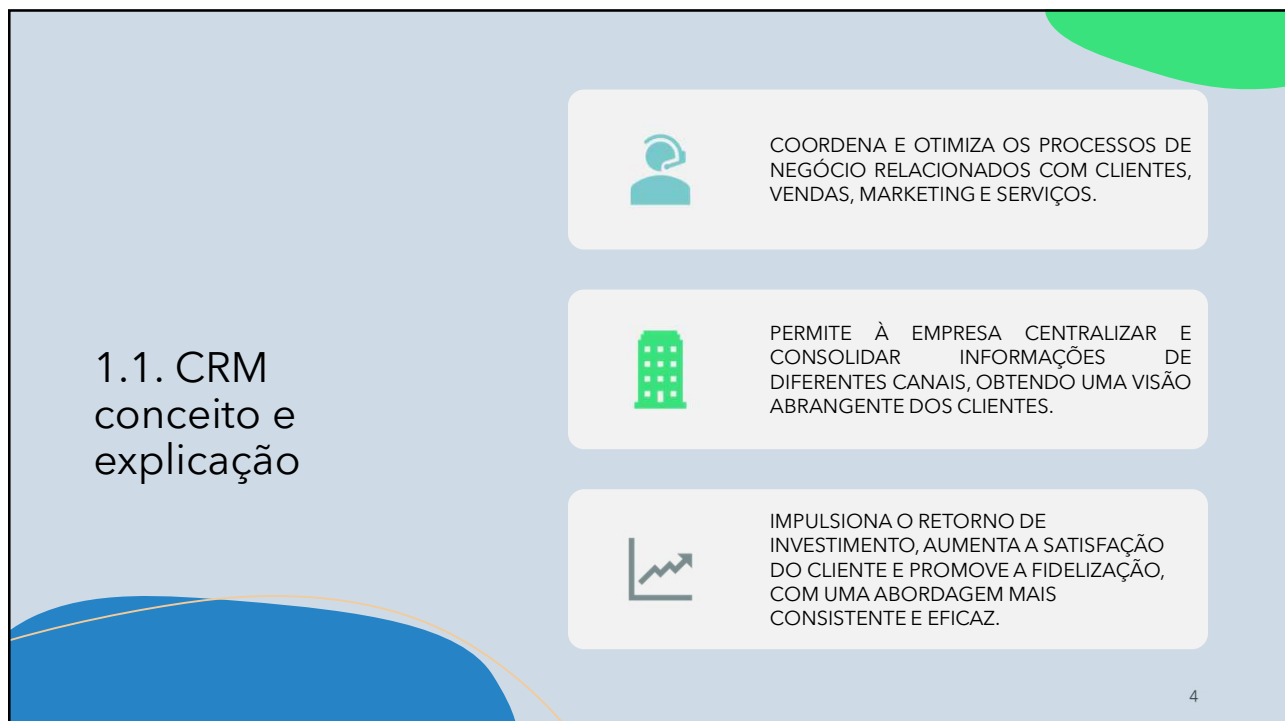 1.1. CRM
conceito e
explicação
COORDENA E OTIMIZA OS PROCESSOS DE
NEGÓCIO RELACIONADOS COM CLIENTES,
VENDAS, MARKETING E SERVIÇOS.
PERMITE À EMPRESA CENTRALIZAR E
CONSOLIDAR INFORMAÇÕES DE
DIFERENTES CANAIS, OBTENDO UMA VISÃO
ABRANGENTE DOS CLIENTES.
IMPULSIONA O RETORNO DE
INVESTIMENTO, AUMENTA A SATISFAÇÃO
DO CLIENTE E PROMOVE A FIDELIZAÇÃO,
COM UMA ABORDAGEM MAIS
CONSISTENTE E EFICAZ.
4